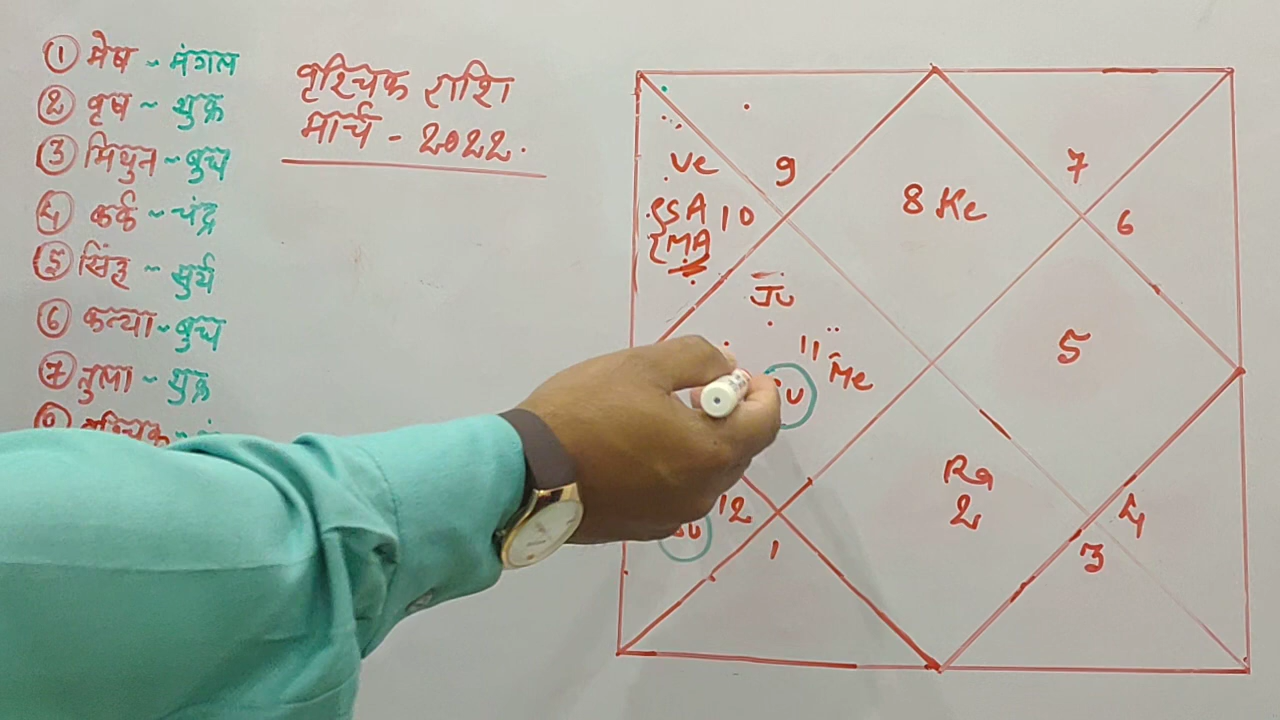 ① मेष ~ मंगल
② वृष ~ शुक्र
③ मिथुन ~ बुध
④ कर्क ~ चंद्र
⑤ सिंह ~ सुर्य
⑥ कन्या ~ बुध
⑦ तुला ~ शुक्र
वृश्चिक राशि
मार्च - 2022.
Ve 9
8 Ke
7
6
SA 10
MA
Ju
11 Me
5
Ra
2
12
1
4
3